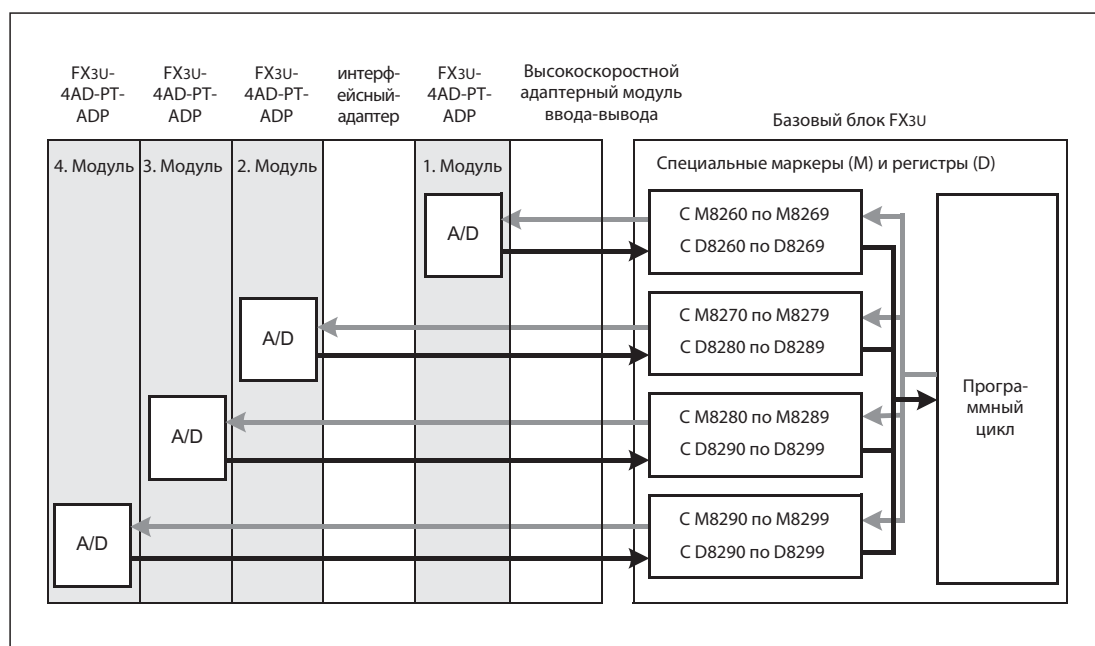 FX3U-
4AD-PT-
ADP
FX3U-
4AD-PT-
ADP
FX3U-
4AD-PT-
ADP
интерф-
ейсный-
адаптер
FX3U-
4AD-PT-
ADP
Высокоскоростной
адаптерный модуль
ввода-вывода
Базовый блок FX3U
4. Модуль
3. Модуль
2. Модуль
1. Модуль
Специальные маркеры (M) и регистры (D)
A/D
С M8260 по M8269
С D8260 по D8269
A/D
С M8270 по M8279
С D8280 по D8289
A/D
С M8280 по M8289
С D8290 по D8299
A/D
С M8290 по M8299
С D8290 по D8299
Програ-
ммный
цикл